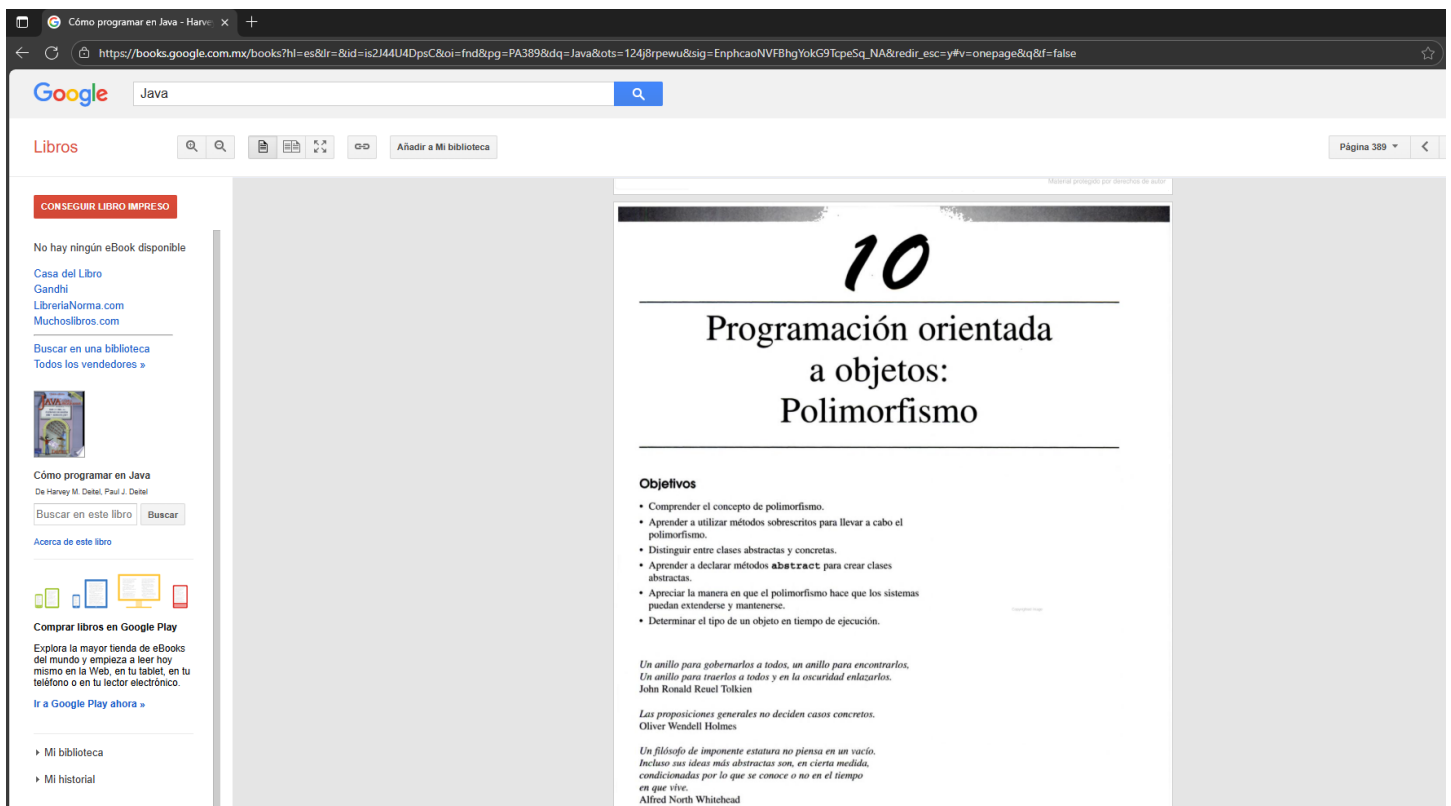 Cómo programar en Java - Harve
https://books.google.com.mx/books?hl=es&lr=&id=is2J44U4DpsC&oi=fnd&pg=PA389&dq=Java&ots=124j8rpewu&sig=EnphcaoNVFBhgYokG9TcpeSq_NA&redir_esc=y#v=onepage&q&f=false
Google
Java
Libros
Añadir a Mi biblioteca
Página 389
CONSEGUIR LIBRO IMPRESO
No hay ningún eBook disponible
Casa del Libro
Gandhi
LibreriaNorma.com
Muchoslibros.com
Buscar en una biblioteca
Todos los vendedores »
JAVA
Cómo programar en Java
De Harvey M. Deitel, Paul J. Deitel
Buscar en este libro Buscar
Acerca de este libro
Comprar libros en Google Play
Explora la mayor tienda de eBooks
del mundo y empieza a leer hoy
mismo en la Web, en tu tablet, en tu
teléfono o en tu lector electrónico.
Ir a Google Play ahora »
Mi biblioteca
Mi historial
Material protegido por derechos de autor
10
Programación orientada
a objetos:
Polimorfismo
Objetivos
• Comprender el concepto de polimorfismo.
• Aprender a utilizar métodos sobrescritos para llevar a cabo el
polimorfismo.
• Distinguir entre clases abstractas y concretas.
• Aprender a declarar métodos abstract para crear clases
abstractas.
• Apreciar la manera en que el polimorfismo hace que los sistemas
puedan extenderse y mantenerse.
• Determinar el tipo de un objeto en tiempo de ejecución.
Un anillo para gobernarlos a todos, un anillo para encontrarlos,
Un anillo para traerlos a todos y en la oscuridad enlazarlos.
John Ronald Reuel Tolkien
Las proposiciones generales no deciden casos concretos.
Oliver Wendell Holmes
Un filósofo de imponente estatura no piensa en un vacío.
Incluso sus ideas más abstractas son, en cierta medida,
condicionadas por lo que se conoce o no en el tiempo
en que vive.
Alfred North Whitehead